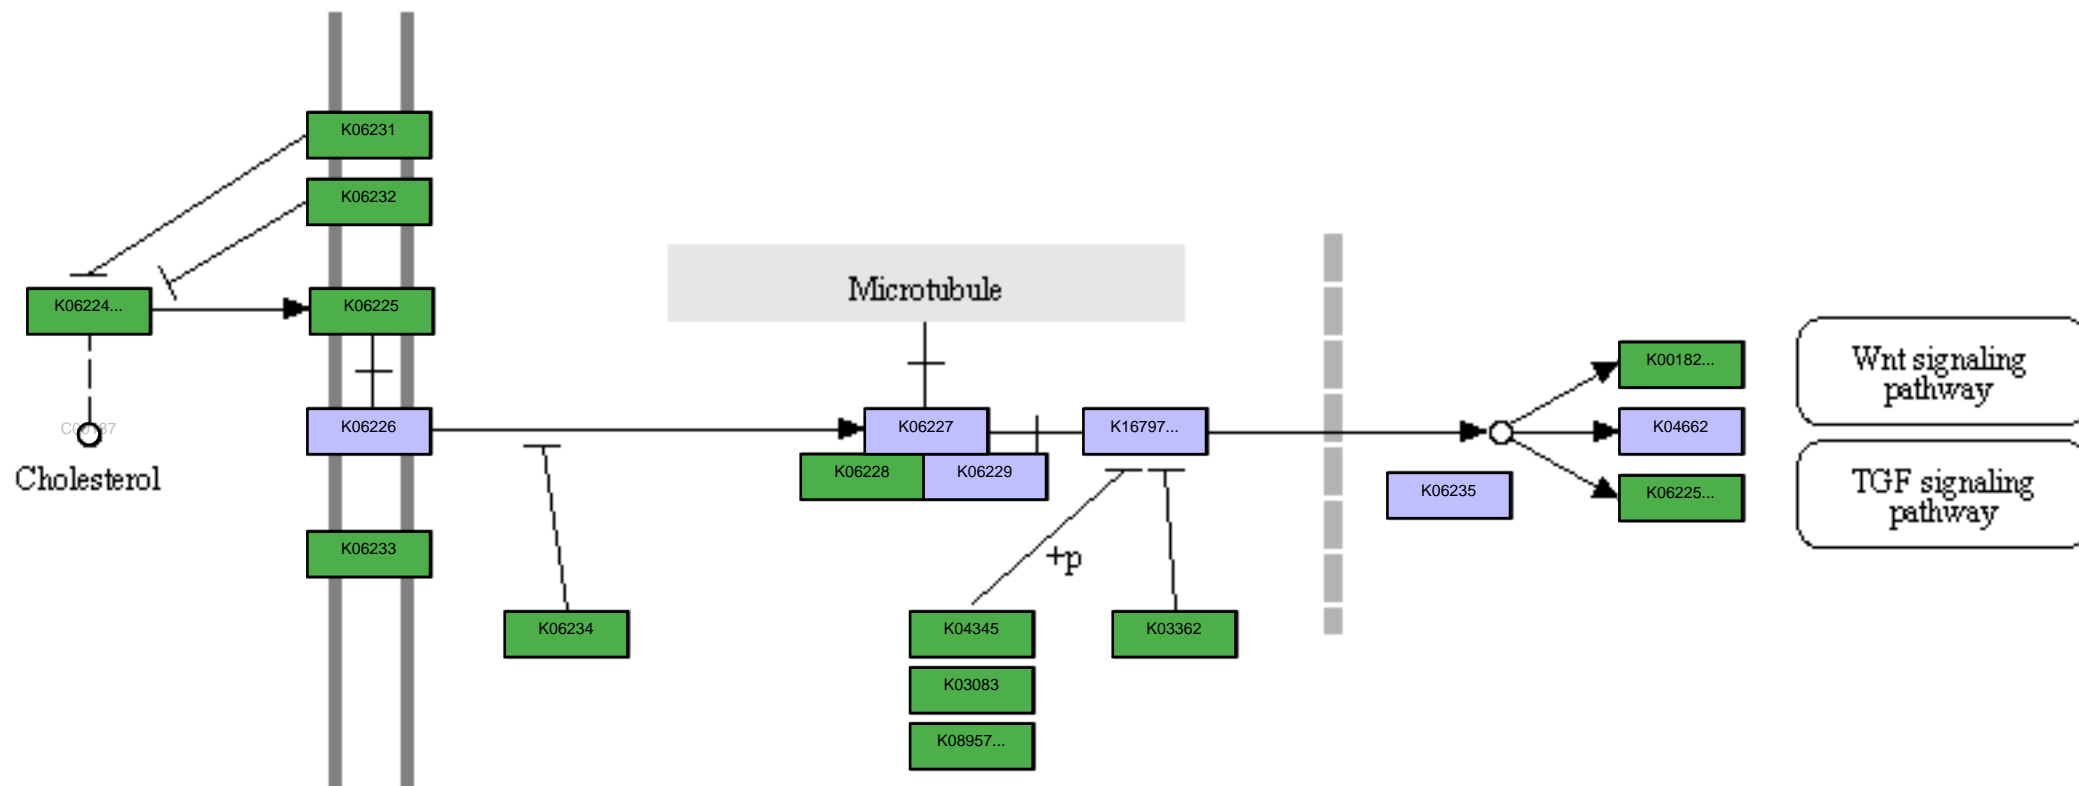 K06231
K06232
K06224...
K06225
Microtubule
K00182...
Wnt signaling
pathway
C00187
K06226
K06227
K16797...
K04662
Cholesterol
K06228
K06229
K06235
K06225...
TGF signaling
pathway
K06233
+p
K06234
K04345
K03362
K03083
K08957...